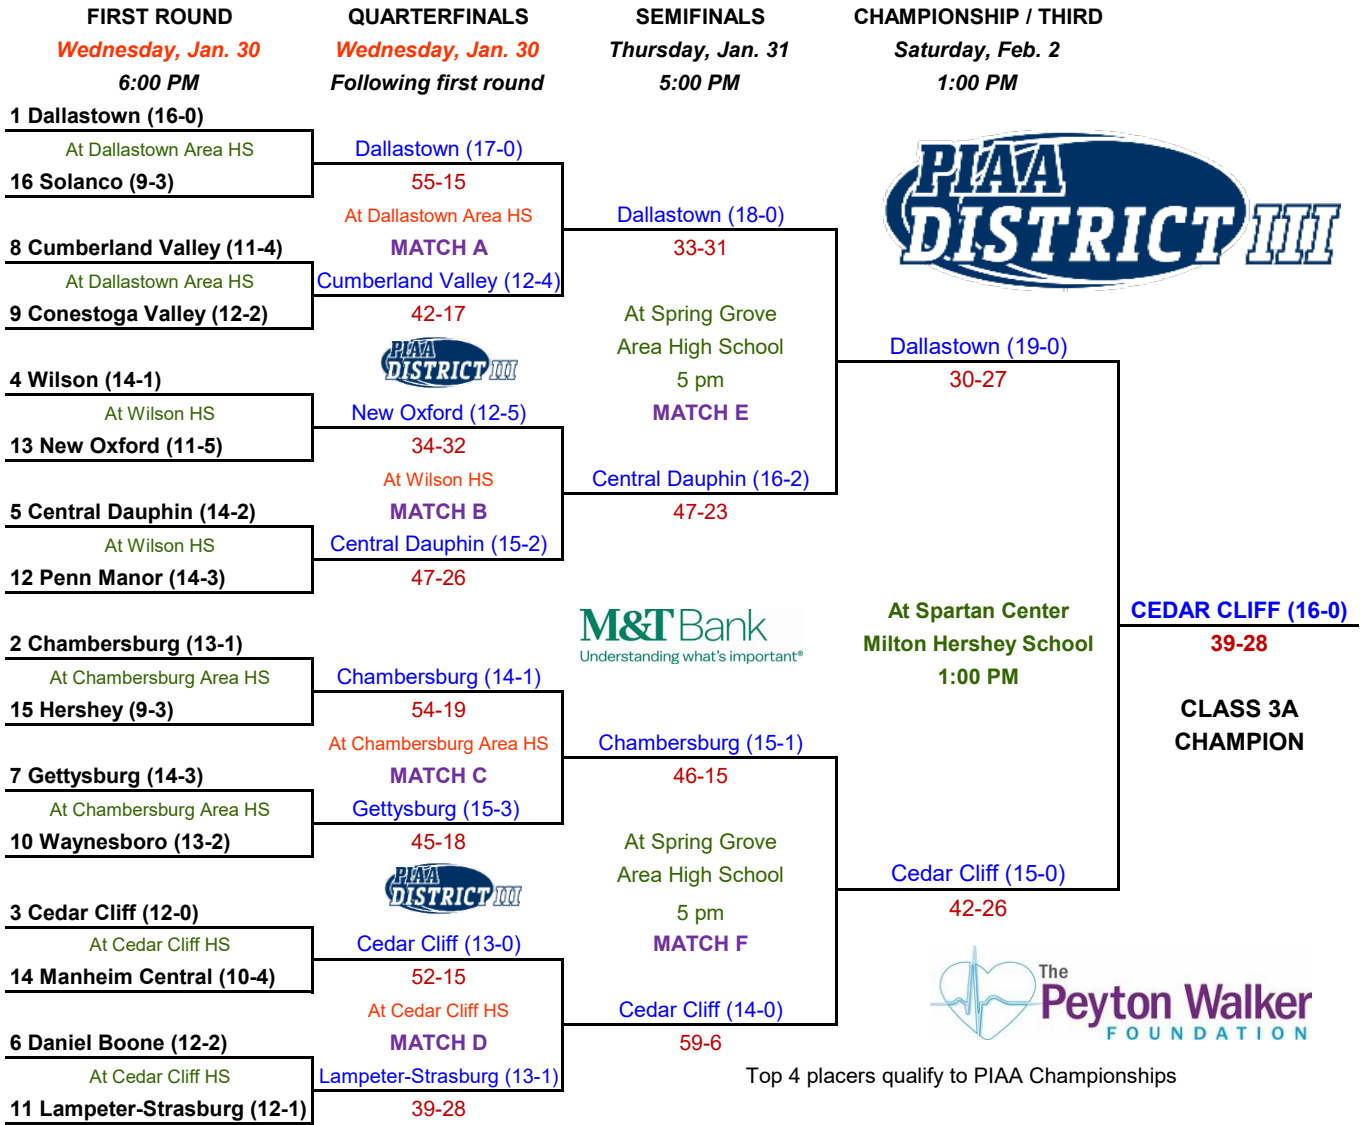 FIRST ROUND
Wednesday, Jan. 30
6:00 PM
1 Dallastown (16-0)
At Dallastown Area HS
16 Solanco (9-3)
8 Cumberland Valley (11-4)
At Dallastown Area HS
9 Conestoga Valley (12-2)
4 Wilson (14-1)
At Wilson HS
13 New Oxford (11-5)
5 Central Dauphin (14-2)
At Wilson HS
12 Penn Manor (14-3)
2 Chambersburg (13-1)
At Chambersburg Area HS
15 Hershey (9-3)
7 Gettysburg (14-3)
At Chambersburg Area HS
10 Waynesboro (13-2)
3 Cedar Cliff (12-0)
At Cedar Cliff HS
14 Manheim Central (10-4)
6 Daniel Boone (12-2)
At Cedar Cliff HS
11 Lampeter-Strasburg (12-1)
QUARTERFINALS
Wednesday, Jan. 30
Following first round
Dallastown (17-0)
55-15
At Dallastown Area HS
MATCH A
Cumberland Valley (12-4)
42-17
PIAA
DISTRICT III
New Oxford (12-5)
34-32
At Wilson HS
MATCH B
Central Dauphin (15-2)
47-26
Chambersburg (14-1)
54-19
At Chambersburg Area HS
MATCH C
Gettysburg (15-3)
45-18
PIAA
DISTRICT III
Cedar Cliff (13-0)
52-15
At Cedar Cliff HS
MATCH D
Lampeter-Strasburg (13-1)
39-28
SEMIFINALS
Thursday, Jan. 31
5:00 PM
Dallastown (18-0)
33-31
At Spring Grove
Area High School
5 pm
MATCH E
Central Dauphin (16-2)
47-23
M&T Bank
Understanding what's important®
Chambersburg (15-1)
46-15
At Spring Grove
Area High School
5 pm
MATCH F
Cedar Cliff (14-0)
59-6
CHAMPIONSHIP / THIRD
Saturday, Feb. 2
1:00 PM
PIAA
DISTRICT III
Dallastown (19-0)
30-27
At Spartan Center
Milton Hershey School
1:00 PM
Cedar Cliff (15-0)
42-26
CEDAR CLIFF (16-0)
39-28
CLASS 3A
CHAMPION
The
Peyton Walker
FOUNDATION
Top 4 placers qualify to PIAA Championships